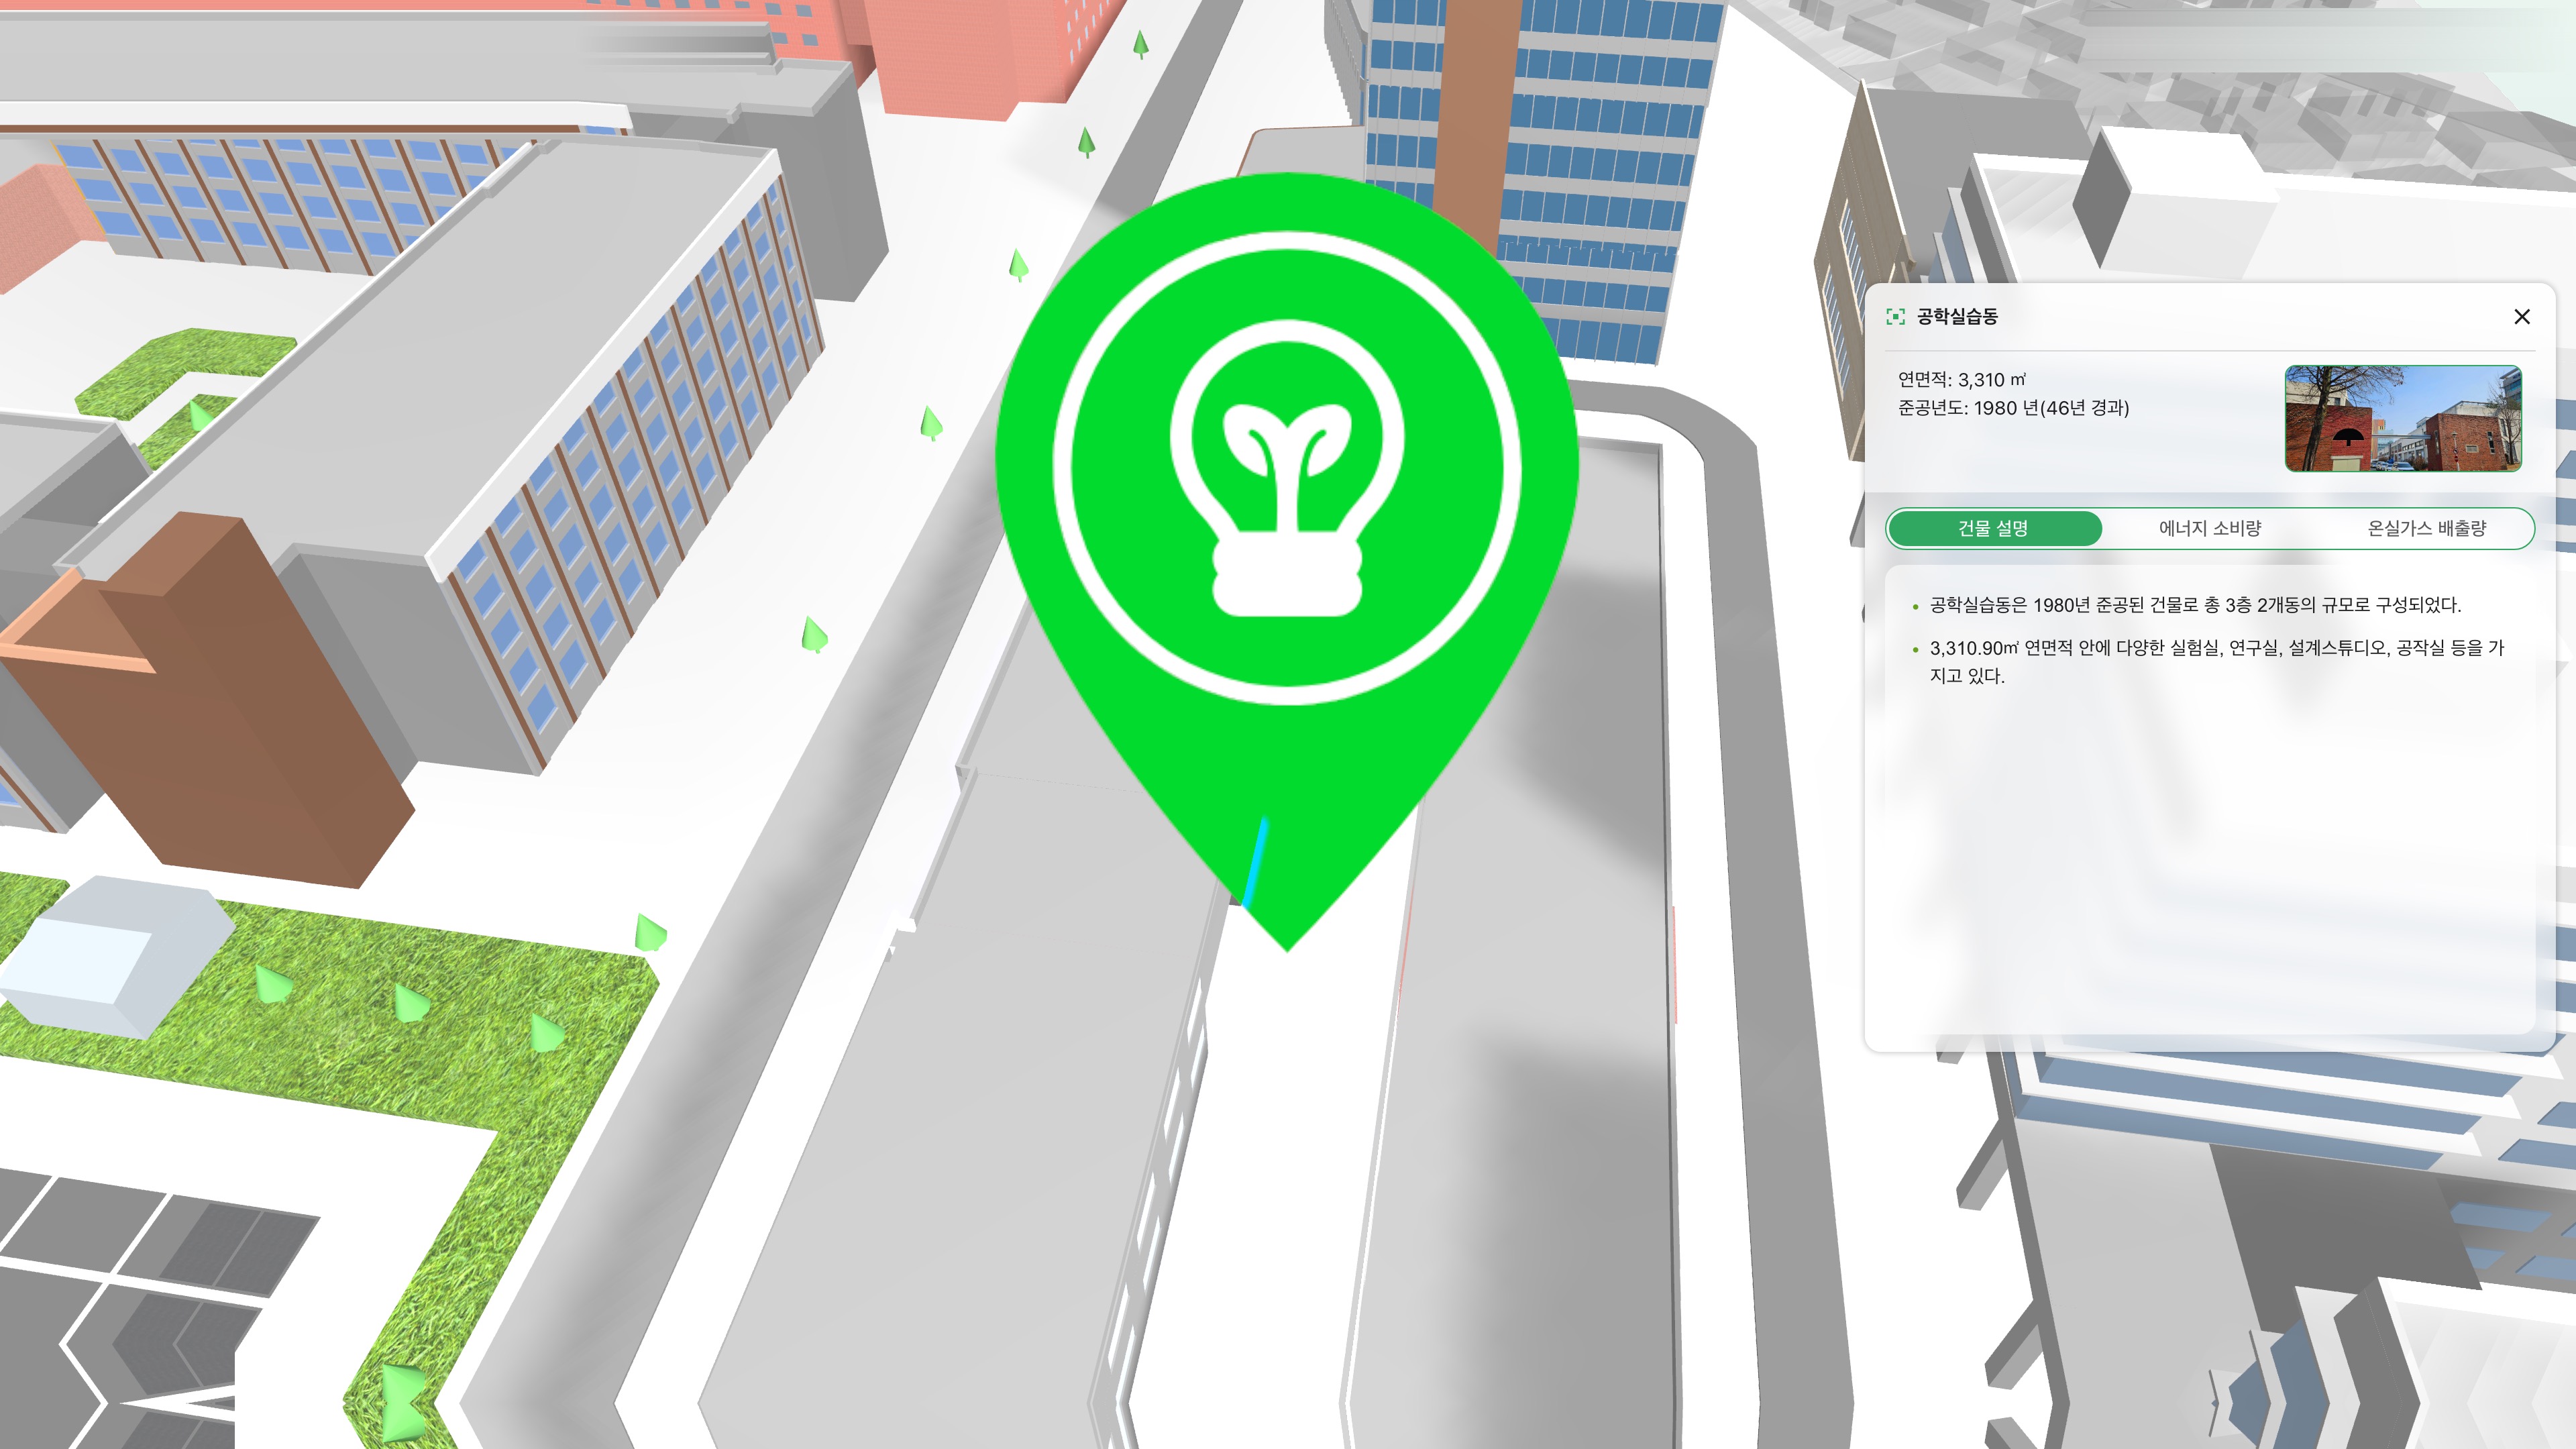 공학실습동
연면적: 3,310 ㎡
준공년도: 1980 년(46년 경과)
건물 설명
에너지 소비량
온실가스 배출량
공학실습동은 1980년 준공된 건물로 총 3층 2개동의 규모로 구성되었다.
3,310.90㎡ 연면적 안에 다양한 실험실, 연구실, 설계스튜디오, 공작실 등을 가
지고 있다.